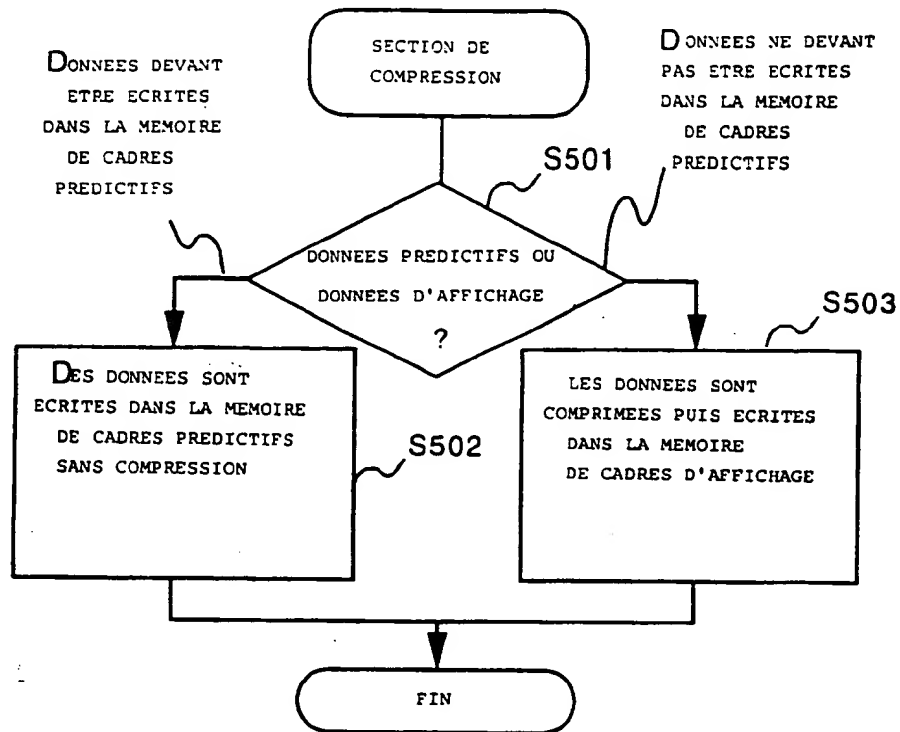 SECTION DE
COMPRESSION
DONNEES DEVANT
ETRE ECRITES
DANS LA MEMOIRE
DE CADRES
PREDICTIFS
DONNEES NE DEVANT
PAS ETRE ECRITES
DANS LA MEMOIRE
DE CADRES
PREDICTIFS
S501
DONNEES PREDICTIFS OU
DONNEES D'AFFICHAGE
?
DES DONNEES SONT
ECRITES DANS LA MEMOIRE
DE CADRES PREDICTIFS
SANS COMPRESSION
S502
S503
LES DONNEES SONT
COMPRIMEES PUIS ECRITES
DANS LA MEMOIRE
DE CADRES D'AFFICHAGE
FIN